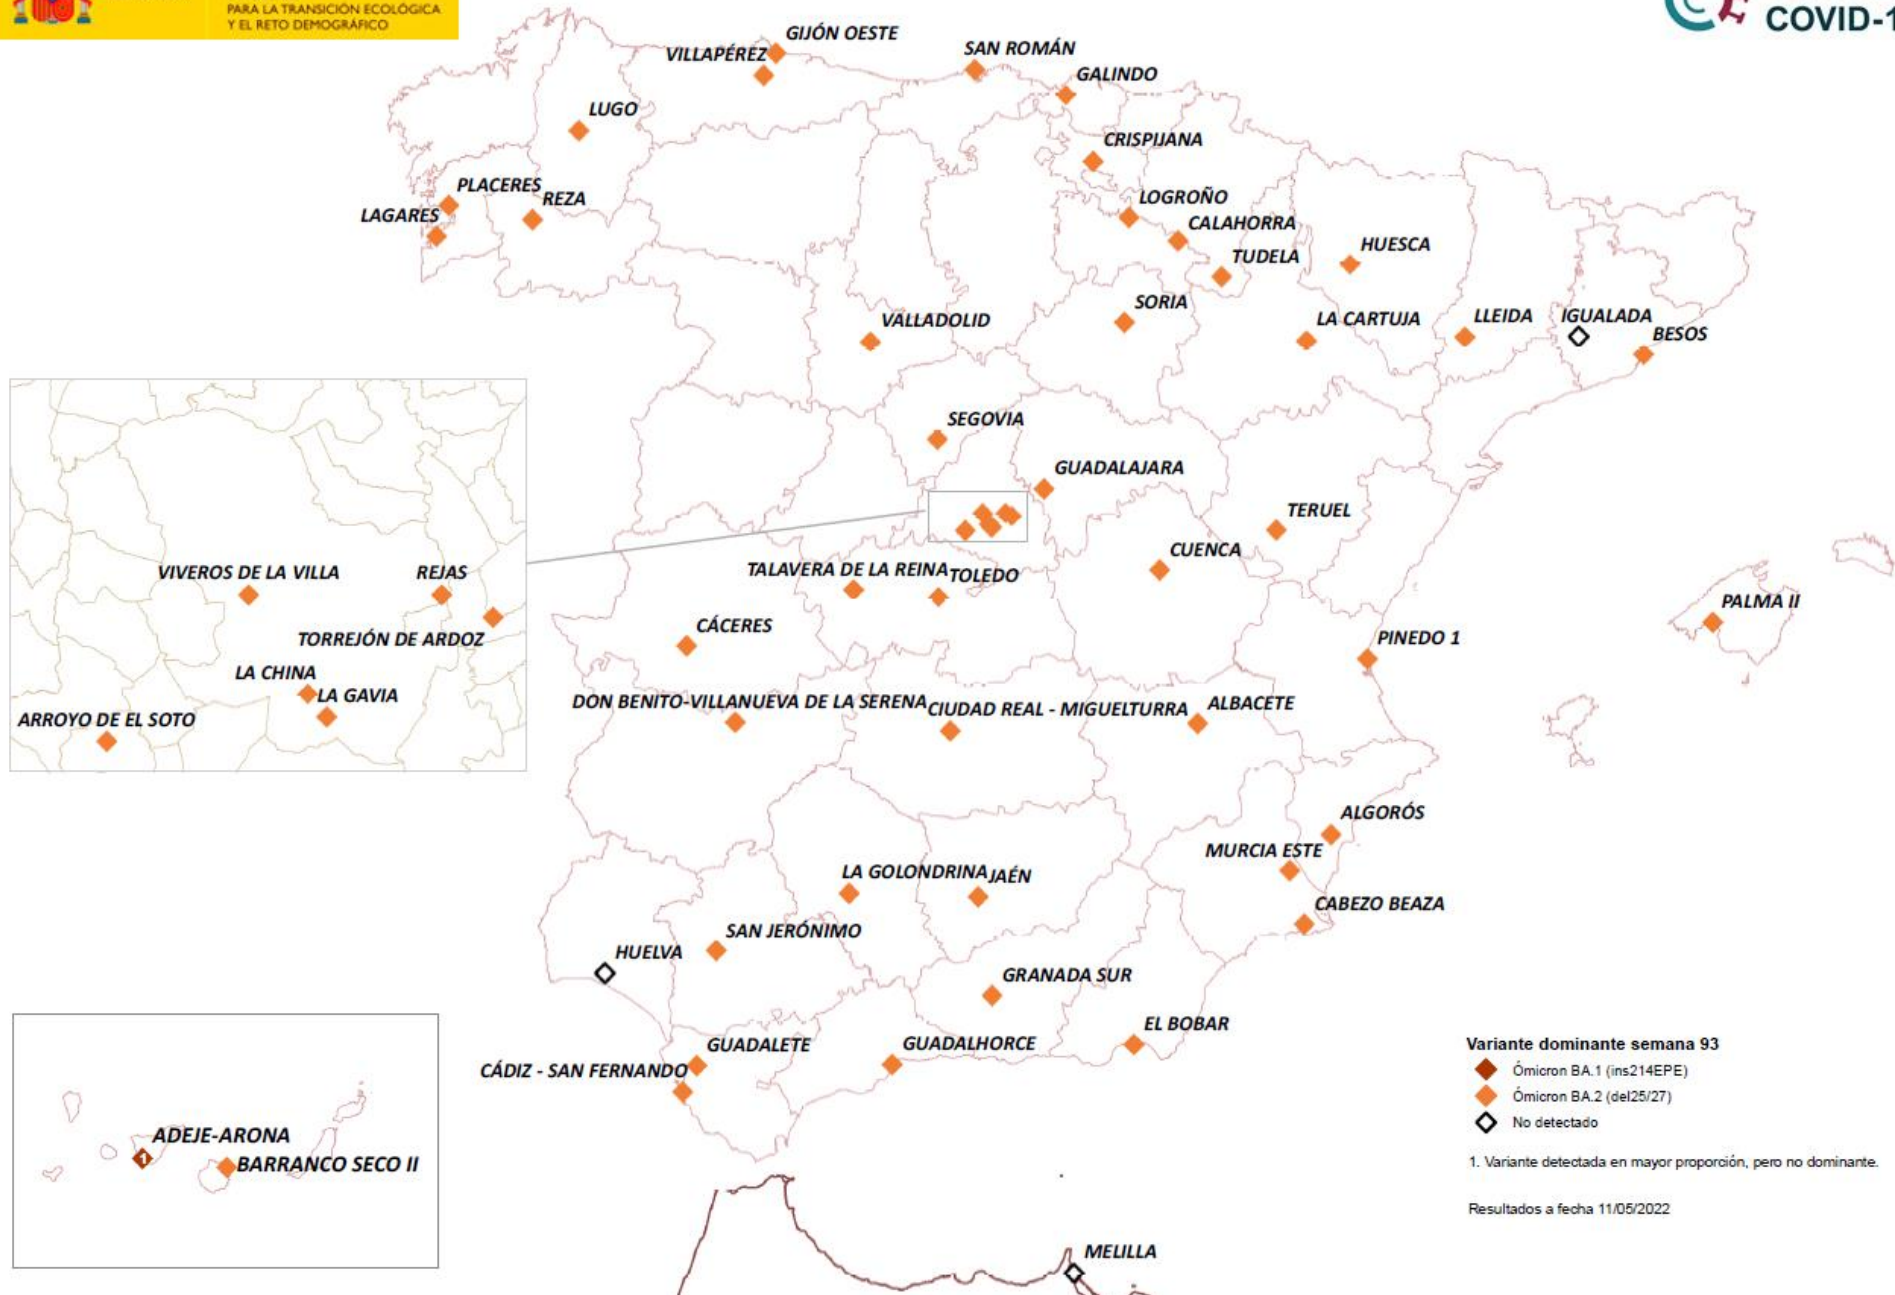 PARA LA TRANSICIÓN ECOLÓGICA
Y EL RETO DEMOGRÁFICO
COVID-1
GIJÓN OESTE
VILLAPÉREZ
SAN ROMÁN
GALINDO
LUGO
CRISPIJANA
PLACERES
REZA
LAGARES
LOGROÑO
CALAHORRA
TUDELA
HUESCA
SORIA
VALLADOLID
LA CARTUJA
LLEIDA
IGUALADA
BESOS
SEGOVIA
GUADALAJARA
TERUEL
CUENCA
TALAVERA DE LA REINA
TOLEDO
VIVEROS DE LA VILLA
REJAS
TORREJÓN DE ARDOZ
LA CHINA
LA GAVIA
ARROYO DE EL SOTO
PALMA II
CÁCERES
PINEDO 1
DON BENITO-VILLANUEVA DE LA SERENA
CIUDAD REAL - MIGUELTURRA
ALBACETE
ALGORÓS
MURCIA ESTE
LA GOLONDRINA
JAÉN
CABEZO BEAZA
SAN JERÓNIMO
HUELVA
GRANADA SUR
EL BOBAR
GUADALETE
GUADALHORCE
CÁDIZ - SAN FERNANDO
ADEJE-ARONA
1
BARRANCO SECO II
MELILLA
Variante dominante semana 93
Ómicron BA.1 (ins214EPE)
Ómicron BA.2 (del25/27)
No detectado
1. Variante detectada en mayor proporción, pero no dominante.
Resultados a fecha 11/05/2022